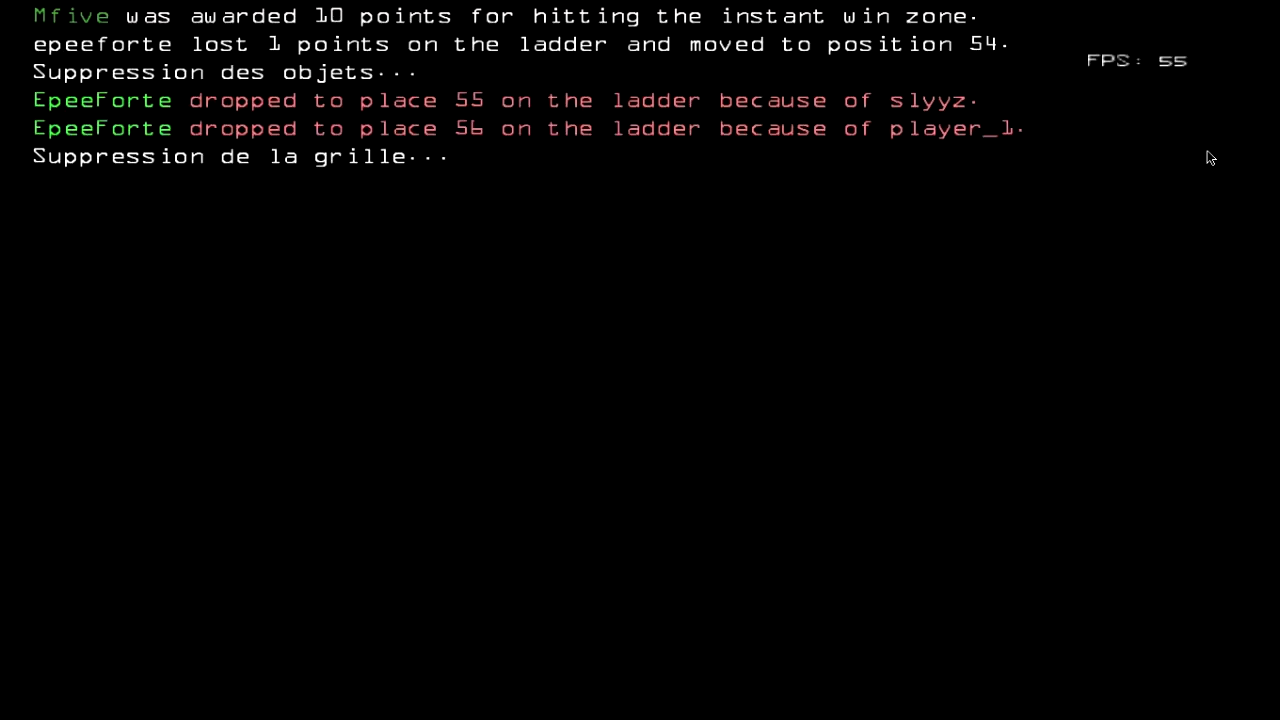 Mfive was awarded 10 points for hitting the instant win zone.
epeeforte lost 1 points on the ladder and moved to position 54.
FPS: 55
Suppression des objets...
EpeeForte dropped to place 55 on the ladder because of slyyz.
EpeeForte dropped to place 56 on the ladder because of player_1.
Suppression de la grille...